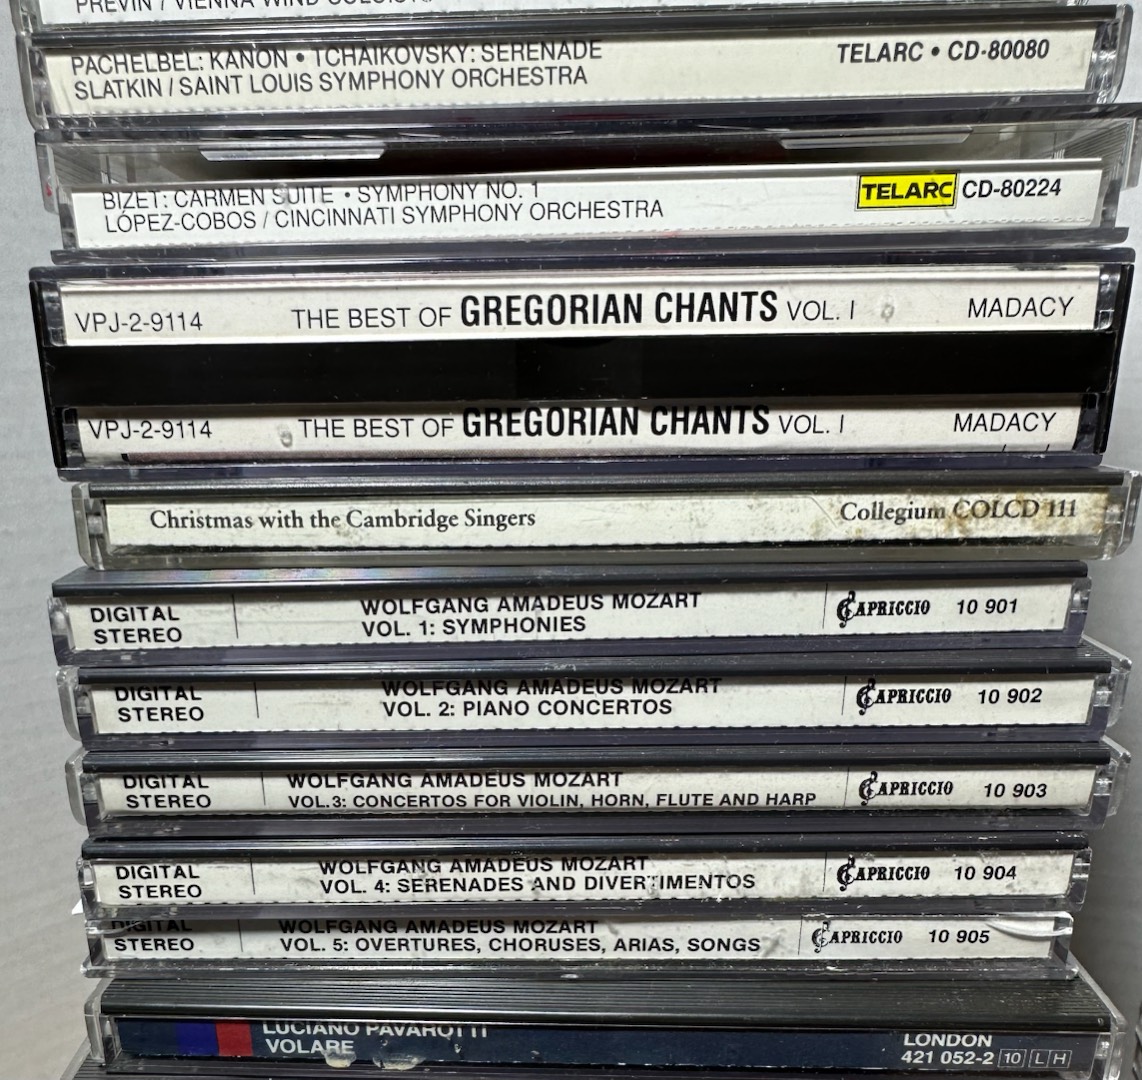 PREVIN / VIENNA WIND SOLOISTS
PACHELBEL: KANON • TCHAIKOVSKY: SERENADE
SLATKIN / SAINT LOUIS SYMPHONY ORCHESTRA
TELARC • CD-80080
BIZET: CARMEN SUITE • SYMPHONY NO. 1
LÓPEZ-COBOS / CINCINNATI SYMPHONY ORCHESTRA
TELARC CD-80224
VPJ-2-9114 THE BEST OF GREGORIAN CHANTS VOL. I MADACY
VPJ-2-9114 THE BEST OF GREGORIAN CHANTS VOL. I MADACY
Christmas with the Cambridge Singers Collegium COLCD 111
DIGITAL
STEREO
WOLFGANG AMADEUS MOZART
VOL. 1: SYMPHONIES
CAPRICCIO 10 901
DIGITAL
STEREO
WOLFGANG AMADEUS MOZART
VOL. 2: PIANO CONCERTOS
CAPRICCIO 10 902
DIGITAL
STEREO
WOLFGANG AMADEUS MOZART
VOL.3: CONCERTOS FOR VIOLIN, HORN, FLUTE AND HARP
CAPRICCIO 10 903
DIGITAL
STEREO
WOLFGANG AMADEUS MOZART
VOL. 4: SERENADES AND DIVERTIMENTOS
CAPRICCIO 10 904
DIGITAL
STEREO
WOLFGANG AMADEUS MOZART
VOL. 5: OVERTURES, CHORUSES, ARIAS, SONGS
CAPRICCIO 10 905
LUCIANO PAVAROTTI
VOLARE
LONDON
421 052-2 10 L H